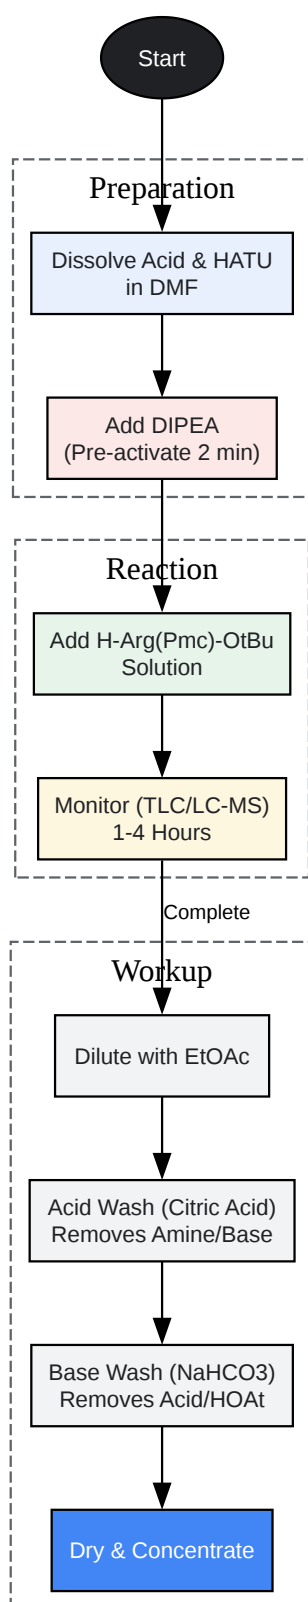 Start
Preparation
Dissolve Acid & HATU
in DMF
Add DIPEA
(Pre-activate 2 min)
Reaction
Add H-Arg(Pmc)-OtBu
Solution
Monitor (TLC/LC-MS)
1-4 Hours
Complete
Workup
Dilute with EtOAc
Acid Wash (Citric Acid)
Removes Amine/Base
Base Wash (NaHCO3)
Removes Acid/HOAt
Dry & Concentrate